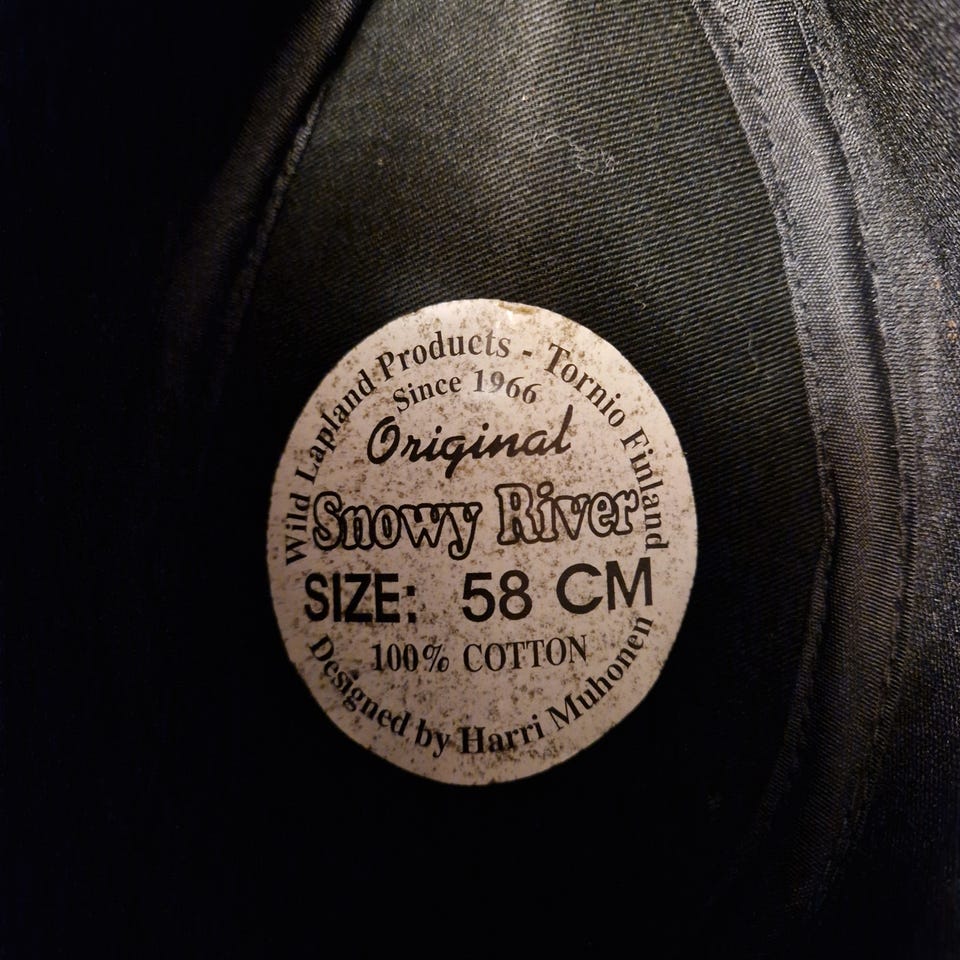 Wild Lapland Products - Tornio Finland
Since 1966
Original
Snowy River
SIZE: 58 CM
100% COTTON
Designed by Harri Muhonen